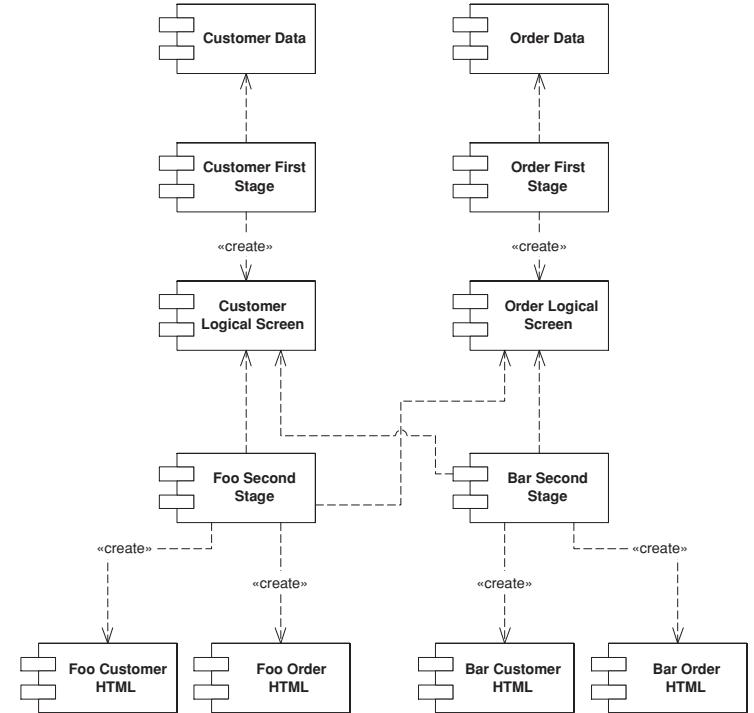 Customer Data
Order Data
Customer First
Stage
Order First
Stage
«create»
«create»
Customer
Logical Screen
Order Logical
Screen
Foo Second
Stage
Bar Second
Stage
«create»
«create»
«create»
«create»
Foo Customer
HTML
Foo Order
HTML
Bar Customer
HTML
Bar Order
HTML